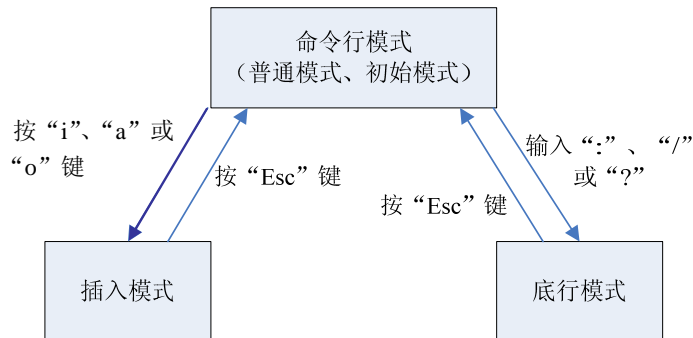 命令行模式
（普通模式、初始模式）
按“i”、“a”或
“o”键
按“Esc”键
输入“:”、“/”
或“?”
按“Esc”键
插入模式
底行模式